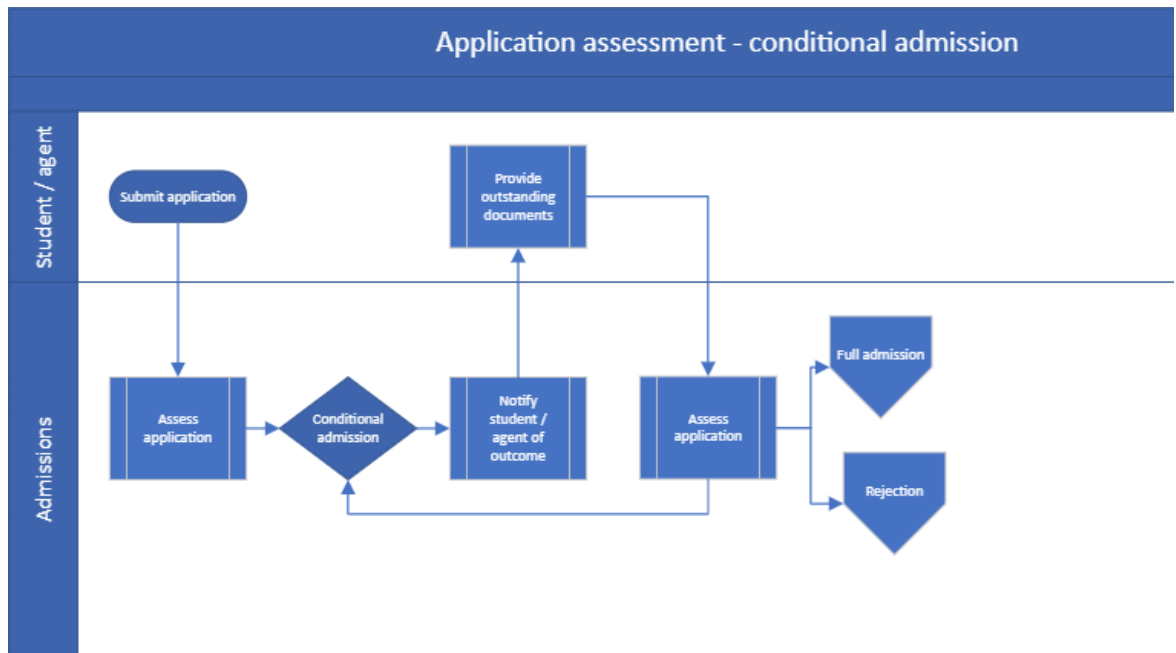 Application assessment - conditional admission
Student / agent
Submit application
Provide
outstanding
documents
Admissions
Assess
application
Conditional
admission
Notify
student /
agent of
outcome
Assess
application
Full admission
Rejection